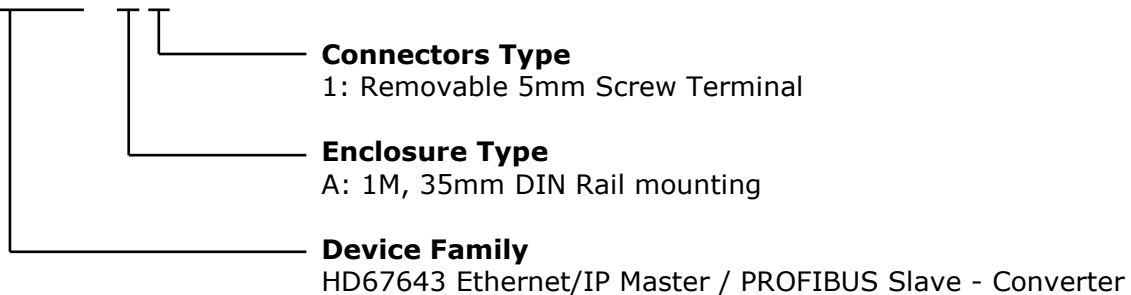 Connectors Type
1: Removable 5mm Screw Terminal
Enclosure Type
A: 1M, 35mm DIN Rail mounting
Device Family
HD67643 Ethernet/IP Master / PROFIBUS Slave - Converter